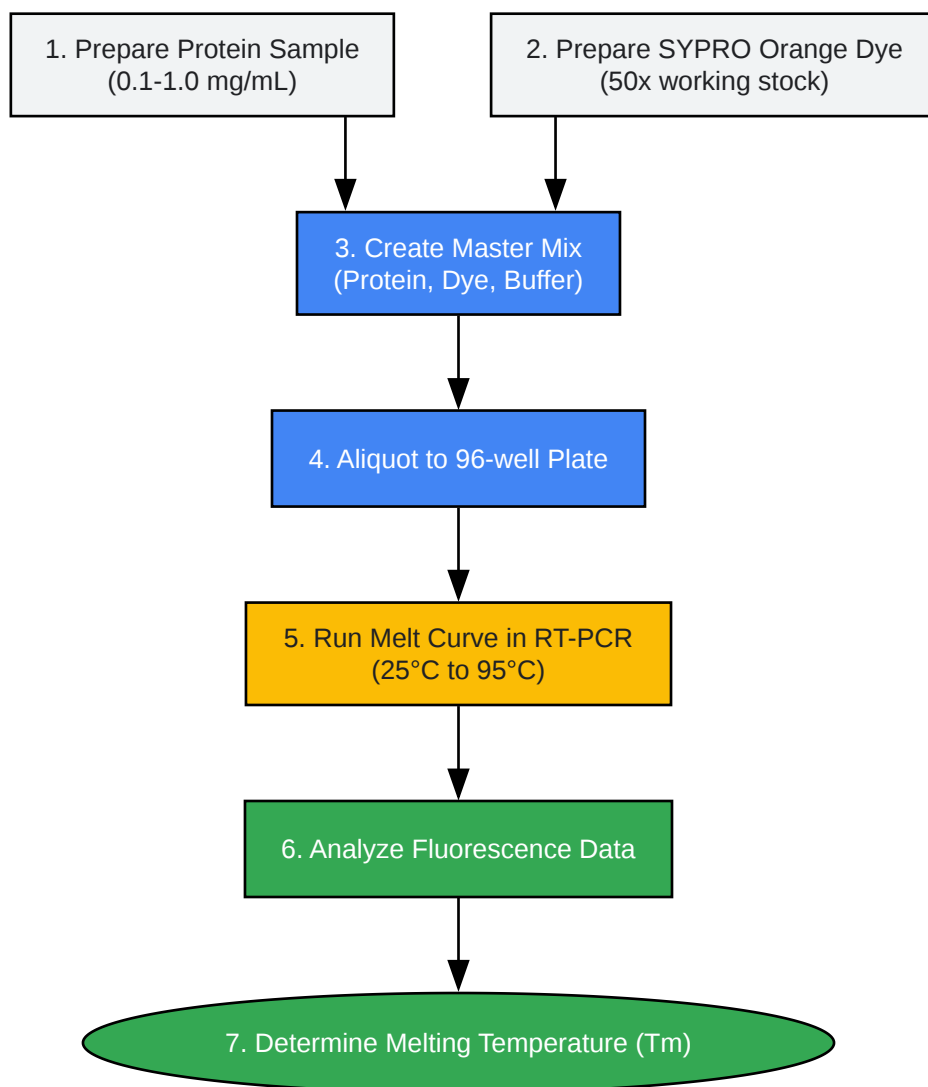 1. Prepare Protein Sample
(0.1-1.0 mg/mL)
2. Prepare SYPRO Orange Dye
(50x working stock)
3. Create Master Mix
(Protein, Dye, Buffer)
4. Aliquot to 96-well Plate
5. Run Melt Curve in RT-PCR
(25°C to 95°C)
6. Analyze Fluorescence Data
7. Determine Melting Temperature (Tm)